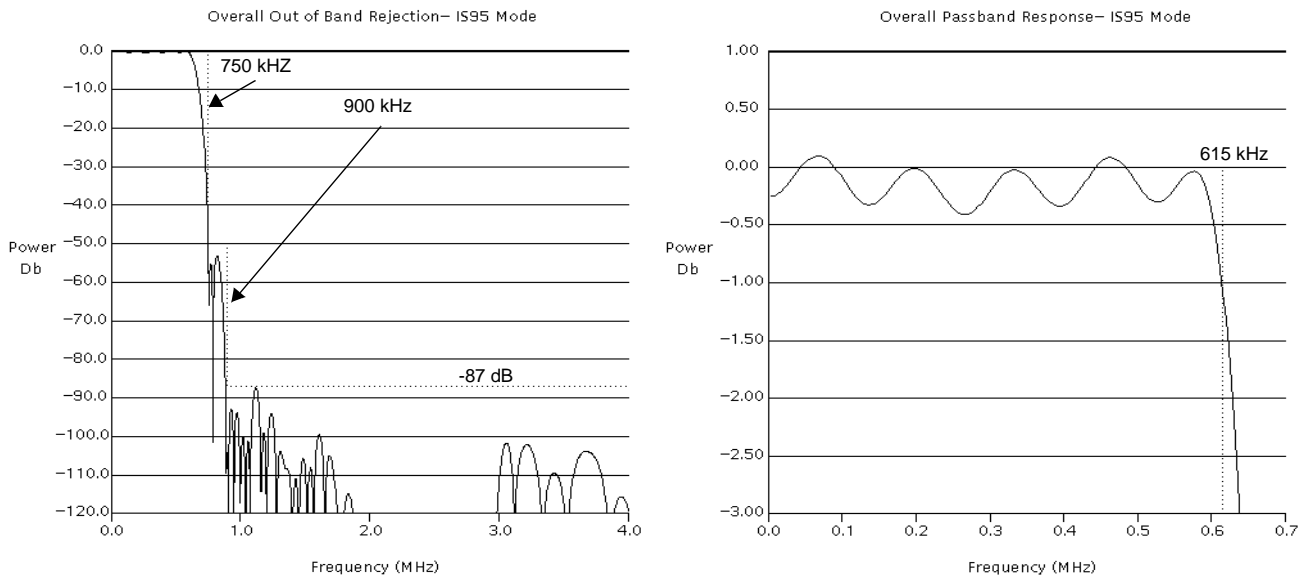 Overall Out of Band Rejection– IS95 Mode
0.0
-10.0
-20.0
-30.0
-40.0
-50.0
-60.0
-70.0
-80.0
-90.0
-100.0
-110.0
-120.0
Power
Db
750 kHZ
900 kHz
-87 dB
0.0 1.0 2.0 3.0 4.0
Frequency (MHz)
Overall Passband Response– IS95 Mode
1.00
0.50
0.00
-0.50
-1.00
-1.50
-2.00
-2.50
-3.00
Power
Db
615 kHz
0.0 0.1 0.2 0.3 0.4 0.5 0.6 0.7
Frequency (MHz)